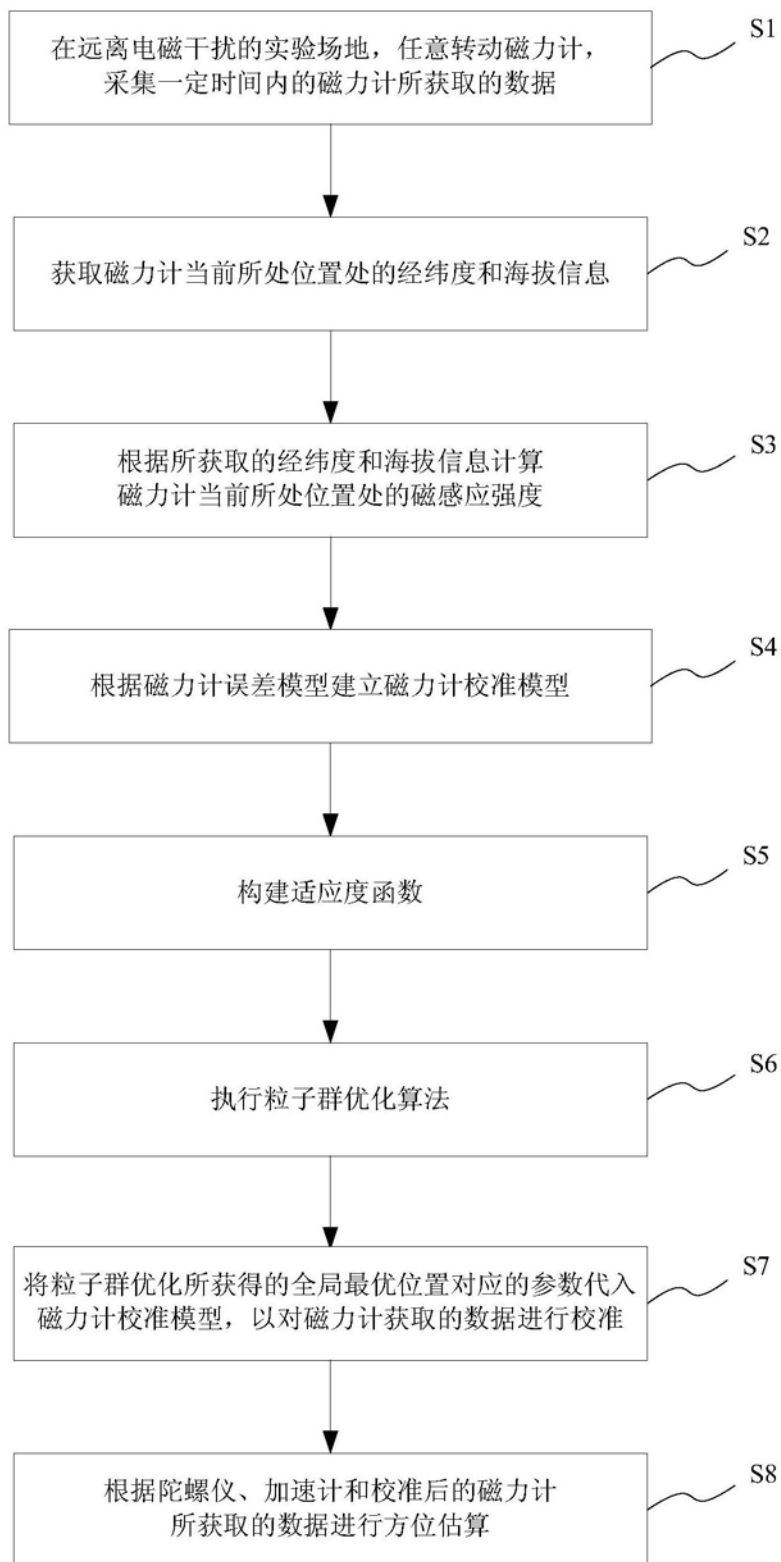 在远离电磁干扰的实验场地，任意转动磁力计，
采集一定时间内的磁力计所获取的数据
S1
获取磁力计当前所处位置处的经纬度和海拔信息
S2
根据所获取的经纬度和海拔信息计算
磁力计当前所处位置处的磁感应强度
S3
根据磁力计误差模型建立磁力计校准模型
S4
构建适应度函数
S5
执行粒子群优化算法
S6
将粒子群优化所获得的全局最优位置对应的参数代入
磁力计校准模型，以对磁力计获取的数据进行校准
S7
根据陀螺仪、加速计和校准后的磁力计
所获取的数据进行方位估算
S8